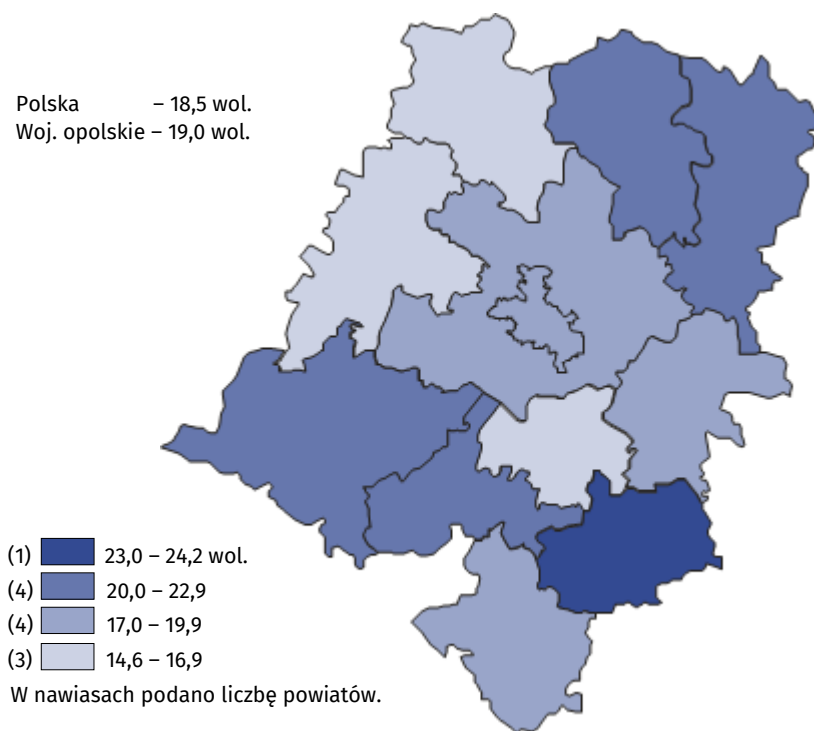 Polska – 18,5 wol.
Woj. opolskie – 19,0 wol.
(1) 23,0 – 24,2 wol.
(4) 20,0 – 22,9
(4) 17,0 – 19,9
(3) 14,6 – 16,9
W nawiasach podano liczbę powiatów.